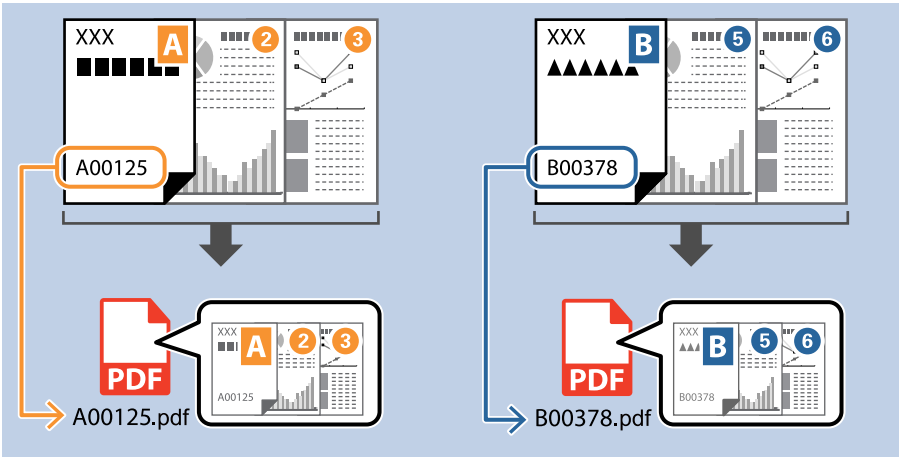 XXX
A
2
3
A00125
XXX
B
5
6
B00378
PDF
XXX
A
2
3
A00125
A00125.pdf
PDF
XXX
B
5
6
B00378
B00378.pdf